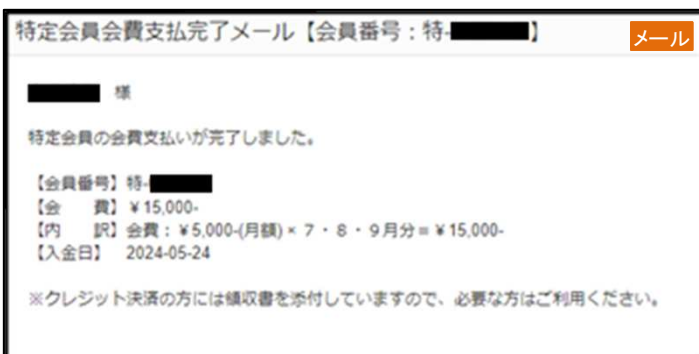 特定会員会費支払完了メール【会員番号：特-】
メール
様
特定会員の会費支払いが完了しました。
【会員番号】特-
【会　　費】￥15,000-
【内　　訳】会費：￥5,000-(月額)×７・８・９月分＝￥15,000-
【入金日】　2024-05-24
※クレジット決済の方には領収書を添付していますので、必要な方はご利用ください。